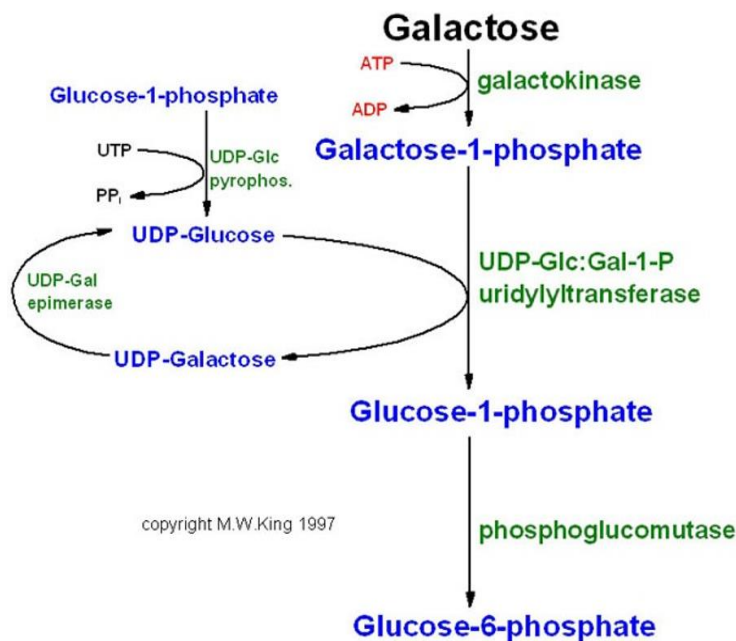 Galactose
ATP
galactokinase
ADP
Glucose-1-phosphate
Galactose-1-phosphate
UTP
UDP-Glc
pyrophos.
PPi
UDP-Glucose
UDP-Glc:Gal-1-P
uridylyltransferase
UDP-Gal
epimerase
UDP-Galactose
Glucose-1-phosphate
copyright M.W.King 1997
phosphoglucomutase
Glucose-6-phosphate